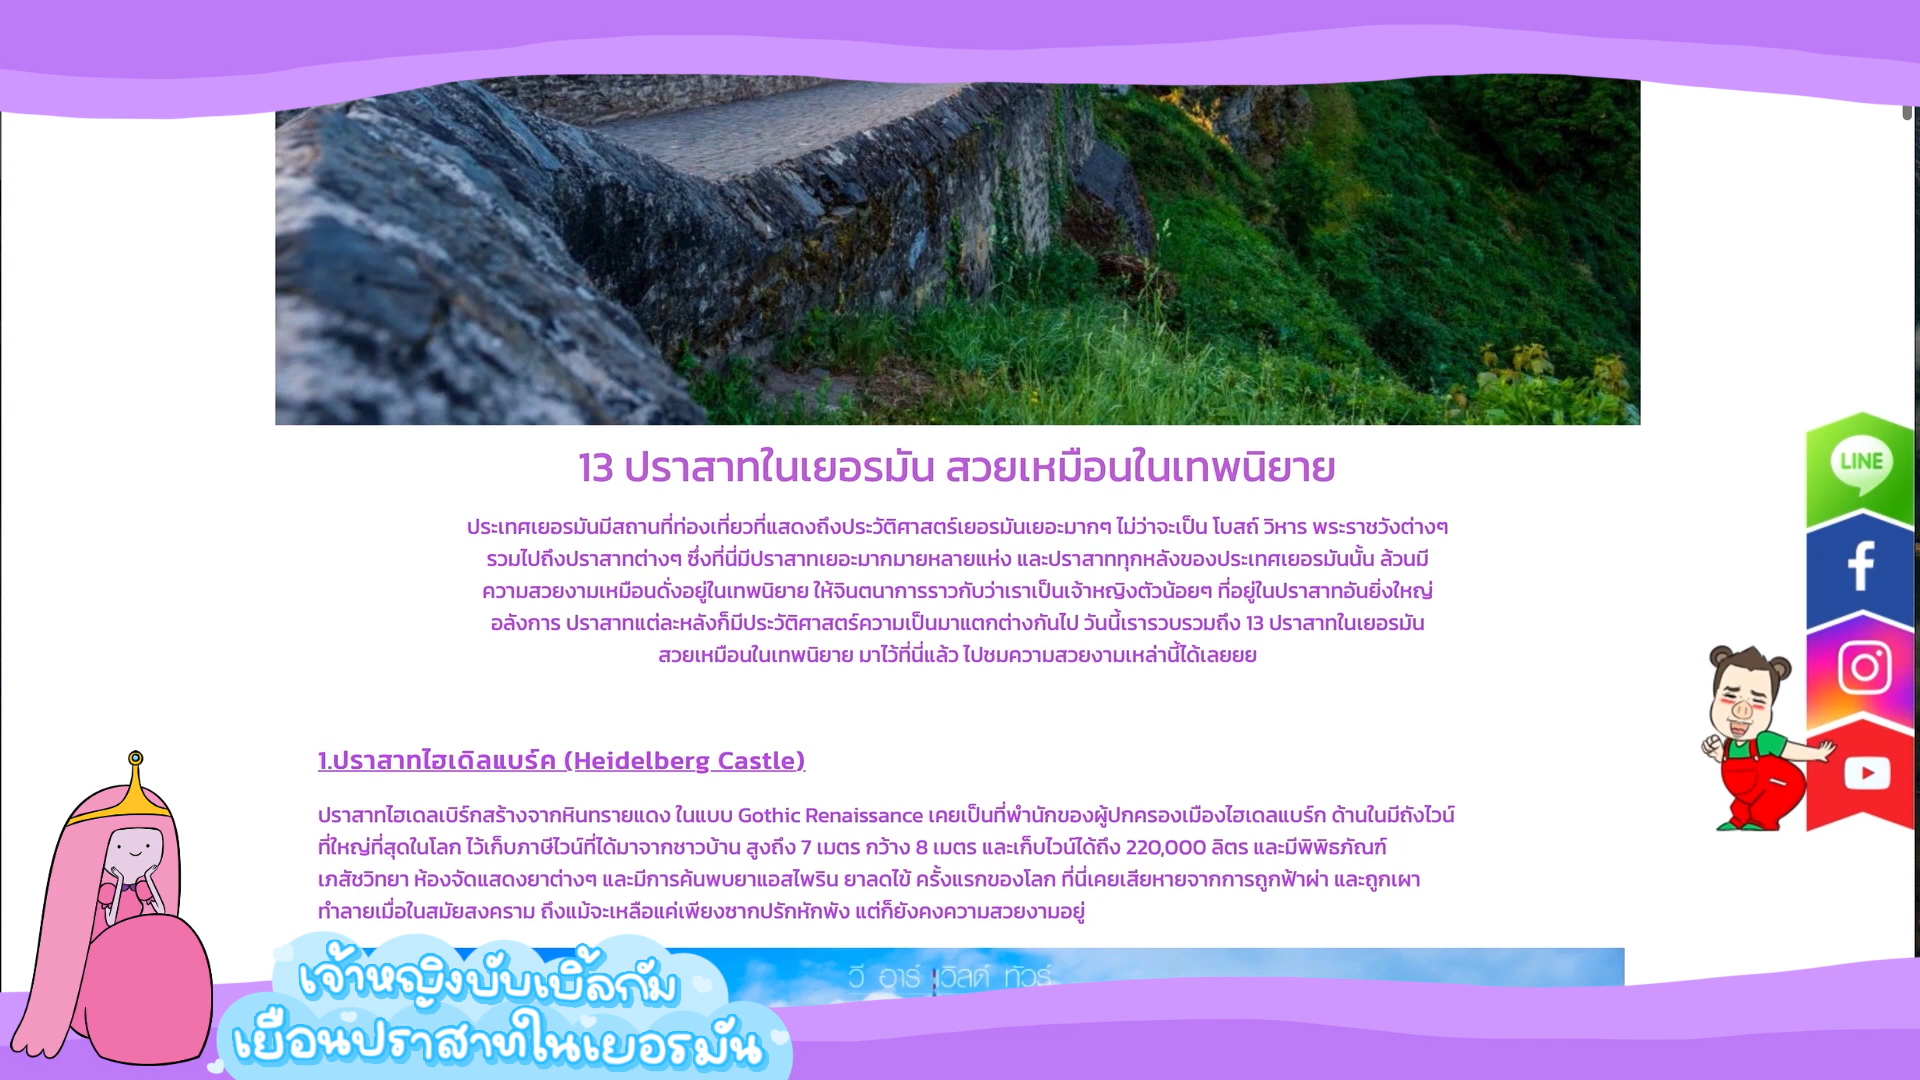 13 ปราสาทในเยอรมัน สวยเหมือนในเทพนิยาย
ประเทศเยอรมันมีสถานที่ท่องเที่ยวที่แสดงถึงประวัติศาสตร์เยอรมันเยอะมากๆ ไม่ว่าจะเป็น โบสถ์ วิหาร พระราชวังต่างๆ
รวมไปถึงปราสาทต่างๆ ซึ่งที่นี่มีปราสาทเยอะมากมายหลายแห่ง และปราสาททุกหลังของประเทศเยอรมันนั้น ล้วนมี
ความสวยงามเหมือนดั่งอยู่ในเทพนิยาย ให้จินตนาการราวกับว่าเราเป็นเจ้าหญิงตัวน้อยๆ ที่อยู่ในปราสาทอันยิ่งใหญ่
อลังการ ปราสาทแต่ละหลังก็มีประวัติศาสตร์ความเป็นมาแตกต่างกันไป วันนี้เรารวบรวมถึง 13 ปราสาทในเยอรมัน
สวยเหมือนในเทพนิยาย มาไว้ที่นี่แล้ว ไปชมความสวยงามเหล่านี้ได้เลยยย
LINE
1.ปราสาทไฮเดิลแบร์ค (Heidelberg Castle)
ปราสาทไฮเดลเบิร์กสร้างจากหินทรายแดง ในแบบ Gothic Renaissance เคยเป็นที่พำนักของผู้ปกครองเมืองไฮเดลแบร์ก ด้านในมีถังไวน์
ที่ใหญ่ที่สุดในโลก ไว้เก็บภาษีไวน์ที่ได้มาจากชาวบ้าน สูงถึง 7 เมตร กว้าง 8 เมตร และเก็บไวน์ได้ถึง 220,000 ลิตร และมีพิพิธภัณฑ์
เภสัชวิทยา ห้องจัดแสดงยาต่างๆ และมีการค้นพบยาแอสไพริน ยาลดไข้ ครั้งแรกของโลก ที่นี่เคยเสียหายจากการถูกฟ้าผ่า และถูกเผา
ทำลายเมื่อในสมัยสงคราม ถึงแม้จะเหลือแค่เพียงซากปรักหักพัง แต่ก็ยังคงความสวยงามอยู่
วี อาร์ เวิลด์ ทัวร์
เจ้าหญิงบับเบิ้ลกัม
เยือนปราสาทในเยอรมัน